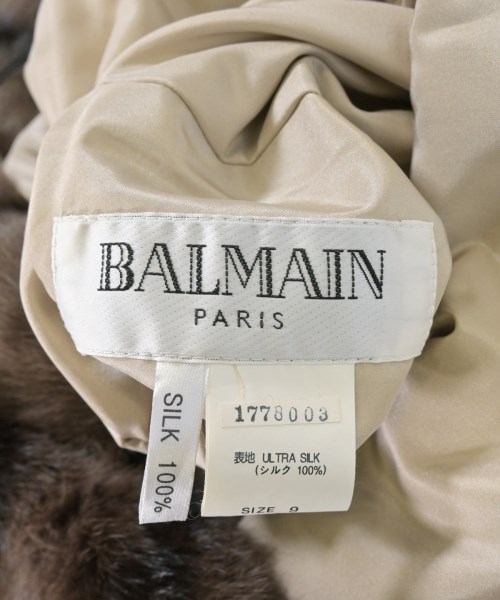 BALMAIN
PARIS
SILK 100%
1778003
表地 ULTRA SILK
(シルク 100%)
SIZE 9